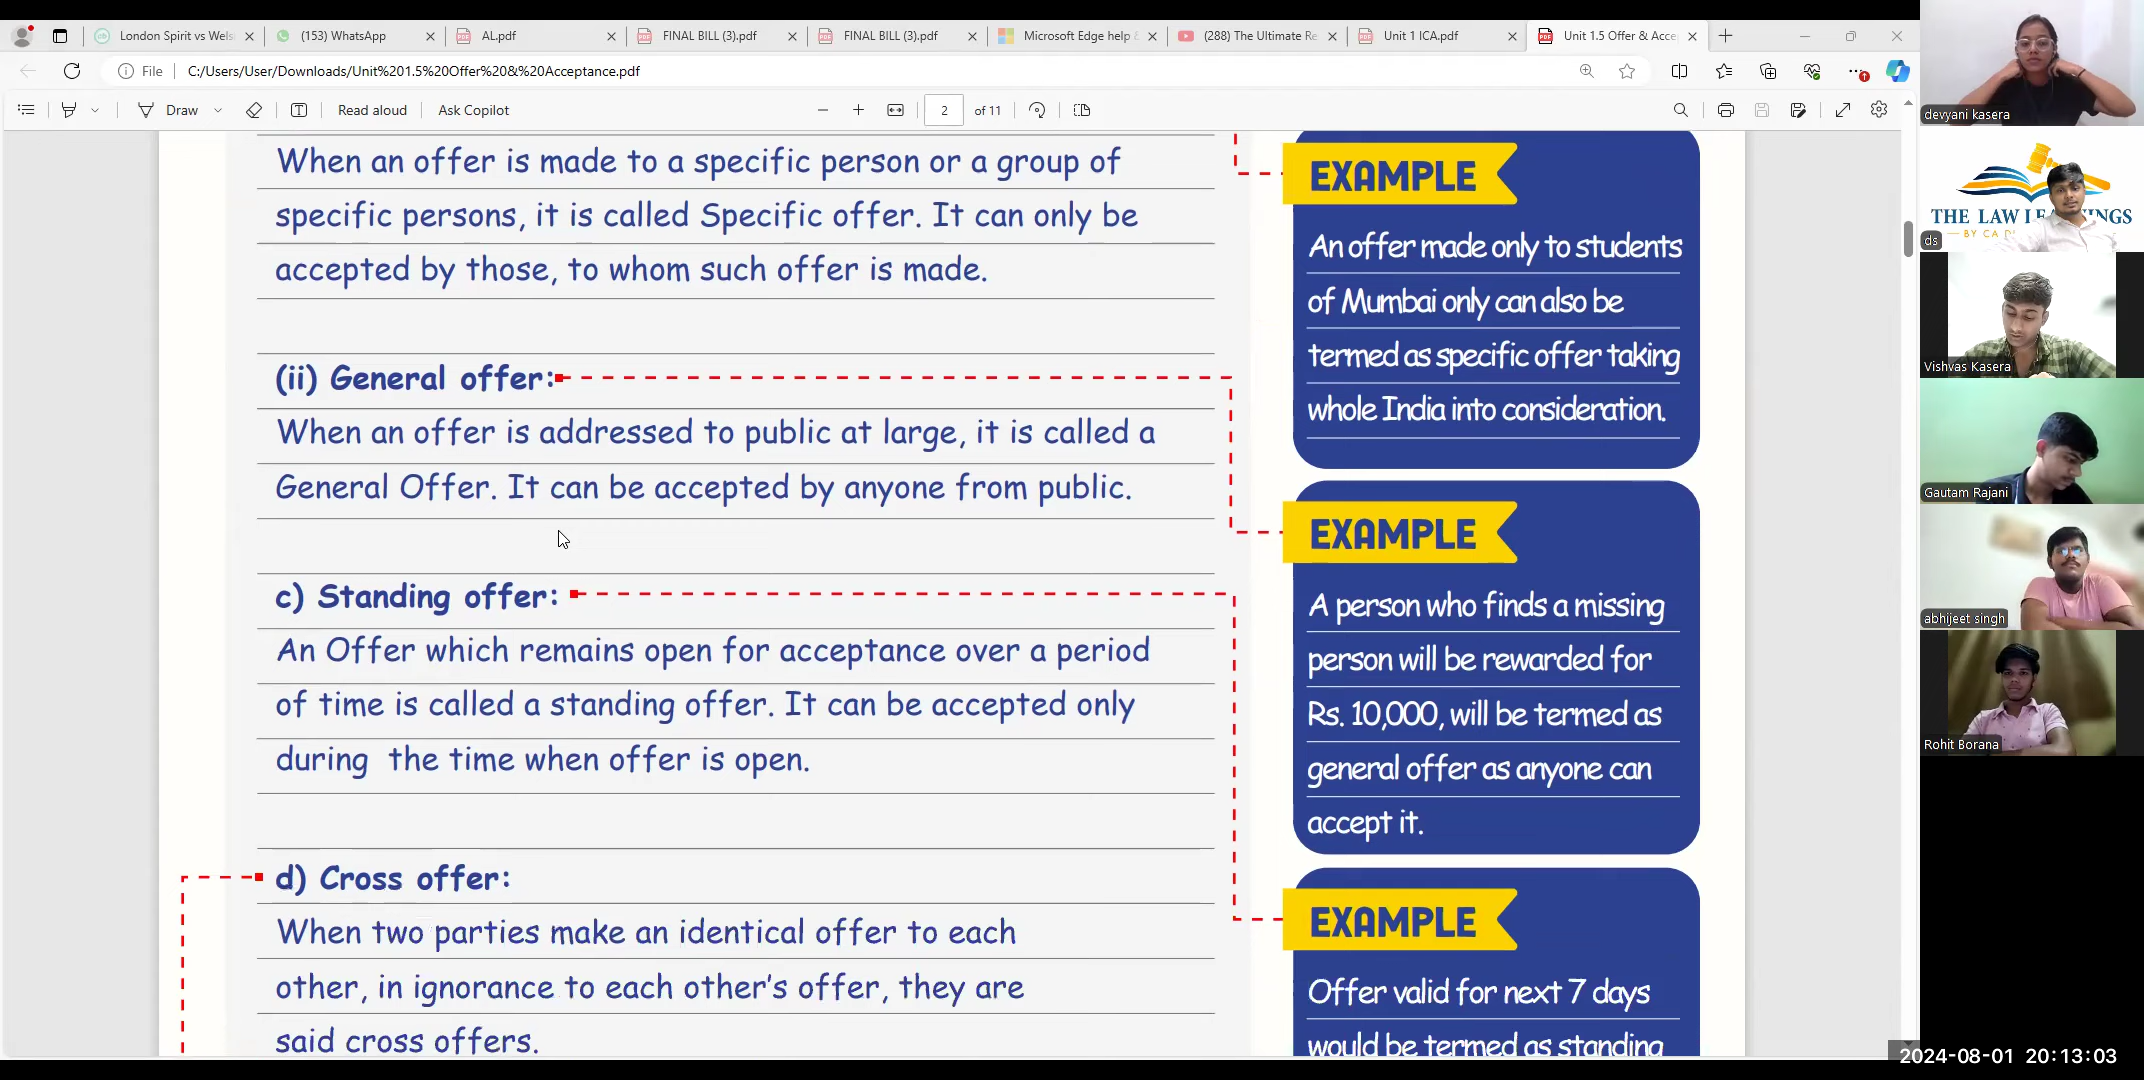 London Spirit vs Wels
(153) WhatsApp
AL.pdf
FINAL BILL (3).pdf
FINAL BILL (3).pdf
Microsoft Edge help &
(288) The Ultimate Re
Unit 1 ICA.pdf
Unit 1.5 Offer & Acce
File
C:/Users/User/Downloads/Unit%201.5%20Offer%20&%20Acceptance.pdf
Draw
Read aloud
Ask Copilot
2
of 11
When an offer is made to a specific person or a group of
specific persons, it is called Specific offer. It can only be
accepted by those, to whom such offer is made.
(ii) General offer:
When an offer is addressed to public at large, it is called a
General Offer. It can be accepted by anyone from public.
c) Standing offer:
An Offer which remains open for acceptance over a period
of time is called a standing offer. It can be accepted only
during the time when offer is open.
d) Cross offer:
When two parties make an identical offer to each
other, in ignorance to each other's offer, they are
said cross offers.
EXAMPLE
An offer made only to students
of Mumbai only can also be
termed as specific offer taking
whole India into consideration.
EXAMPLE
A person who finds a missing
person will be rewarded for
Rs. 10,000, will be termed as
general offer as anyone can
accept it.
EXAMPLE
Offer valid for next 7 days
would be termed as standing
devyani kasera
THE LAW LEA NGS
BY CA D
ds
Vishvas Kasera
Gautam Rajani
abhijeet singh
Rohit Borana
2024-08-01 20:13:03